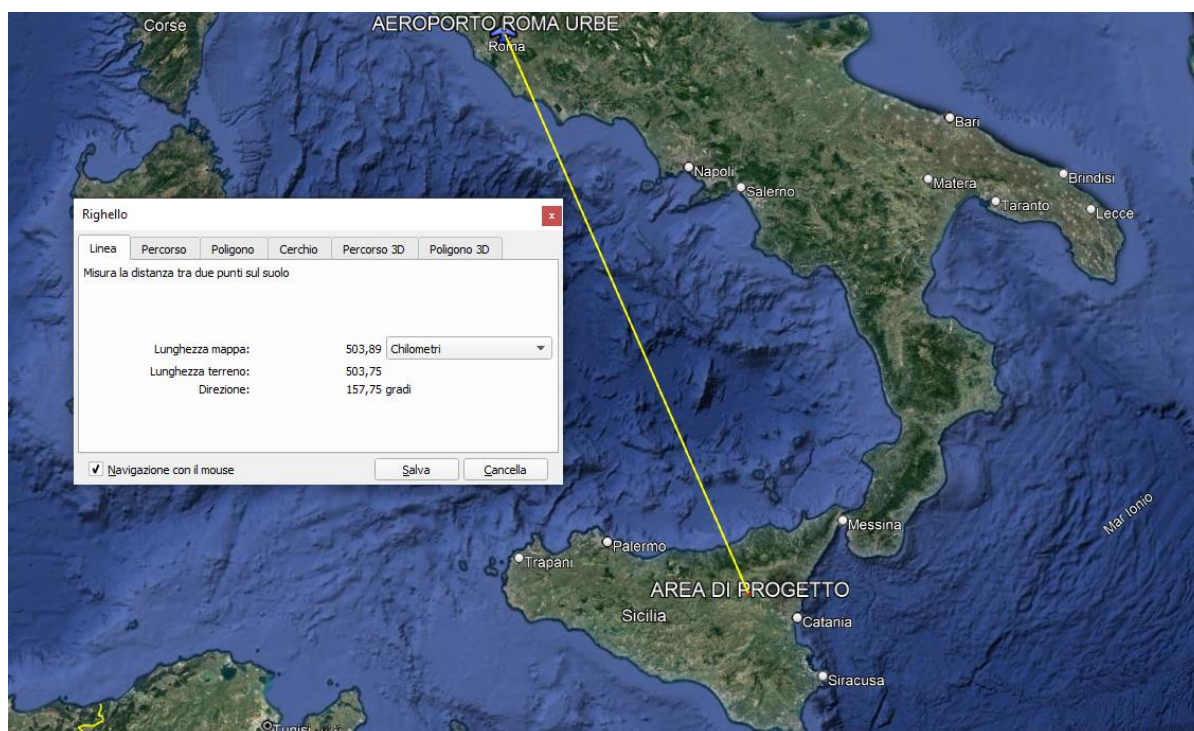 Corse
AEROPORTO ROMA URBE
Roma
Bari
Napoli
Salerno
Matera
Brindisi
Taranto
Lecce
Righello
x
Linea Percorso Poligono Cerchio Percorso 3D Poligono 3D
Misura la distanza tra due punti sul suolo
Lunghezza mappa: 503,89 Chilometri
Lunghezza terreno: 503,75
Direzione: 157,75 gradi
Navigazione con il mouse Salva Cancella
Messina
Mar Ionio
Palermo
Trapani
AREA DI PROGETTO
Sicilia
Catania
Siracusa
Tunisi